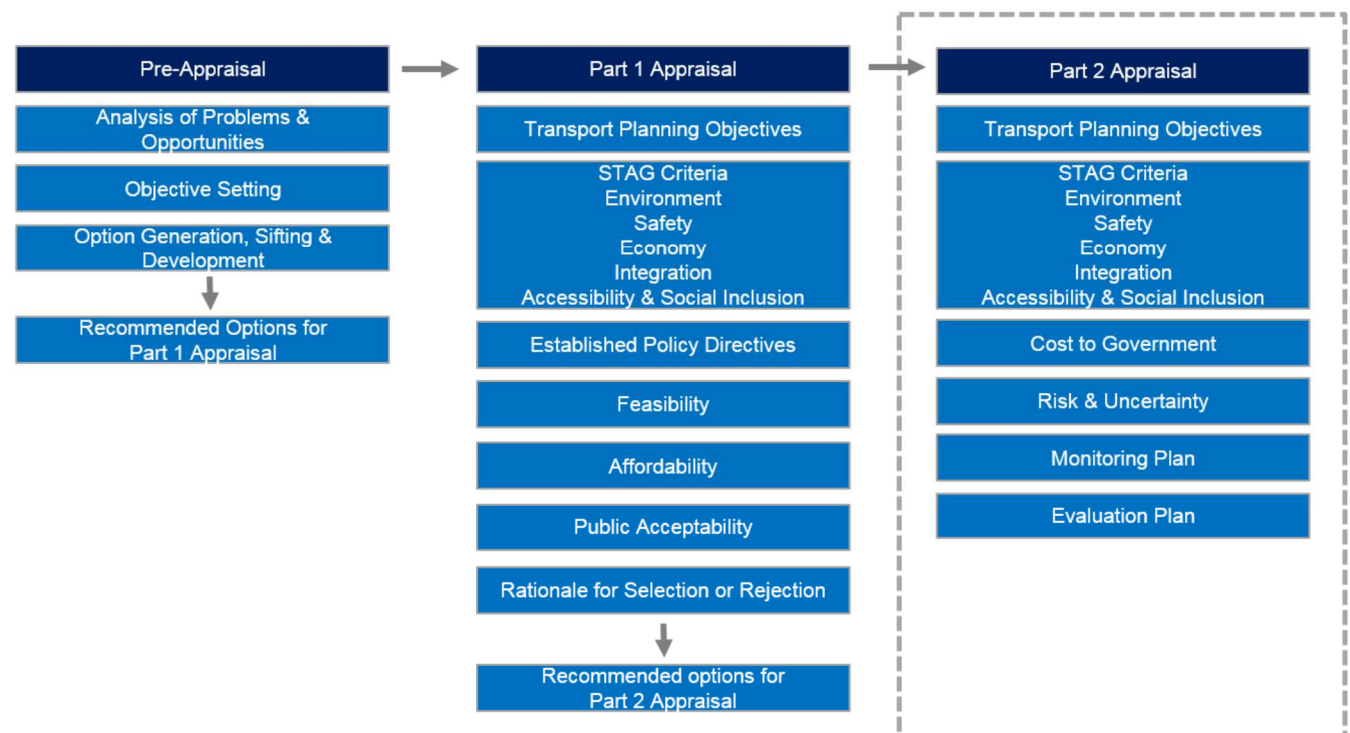 Pre-Appraisal
Analysis of Problems &
Opportunities
Objective Setting
Option Generation, Sifting &
Development
Recommended Options for
Part 1 Appraisal
Part 1 Appraisal
Transport Planning Objectives
STAG Criteria
Environment
Safety
Economy
Integration
Accessibility & Social Inclusion
Established Policy Directives
Feasibility
Affordability
Public Acceptability
Rationale for Selection or Rejection
Recommended options for
Part 2 Appraisal
Part 2 Appraisal
Transport Planning Objectives
STAG Criteria
Environment
Safety
Economy
Integration
Accessibility & Social Inclusion
Cost to Government
Risk & Uncertainty
Monitoring Plan
Evaluation Plan